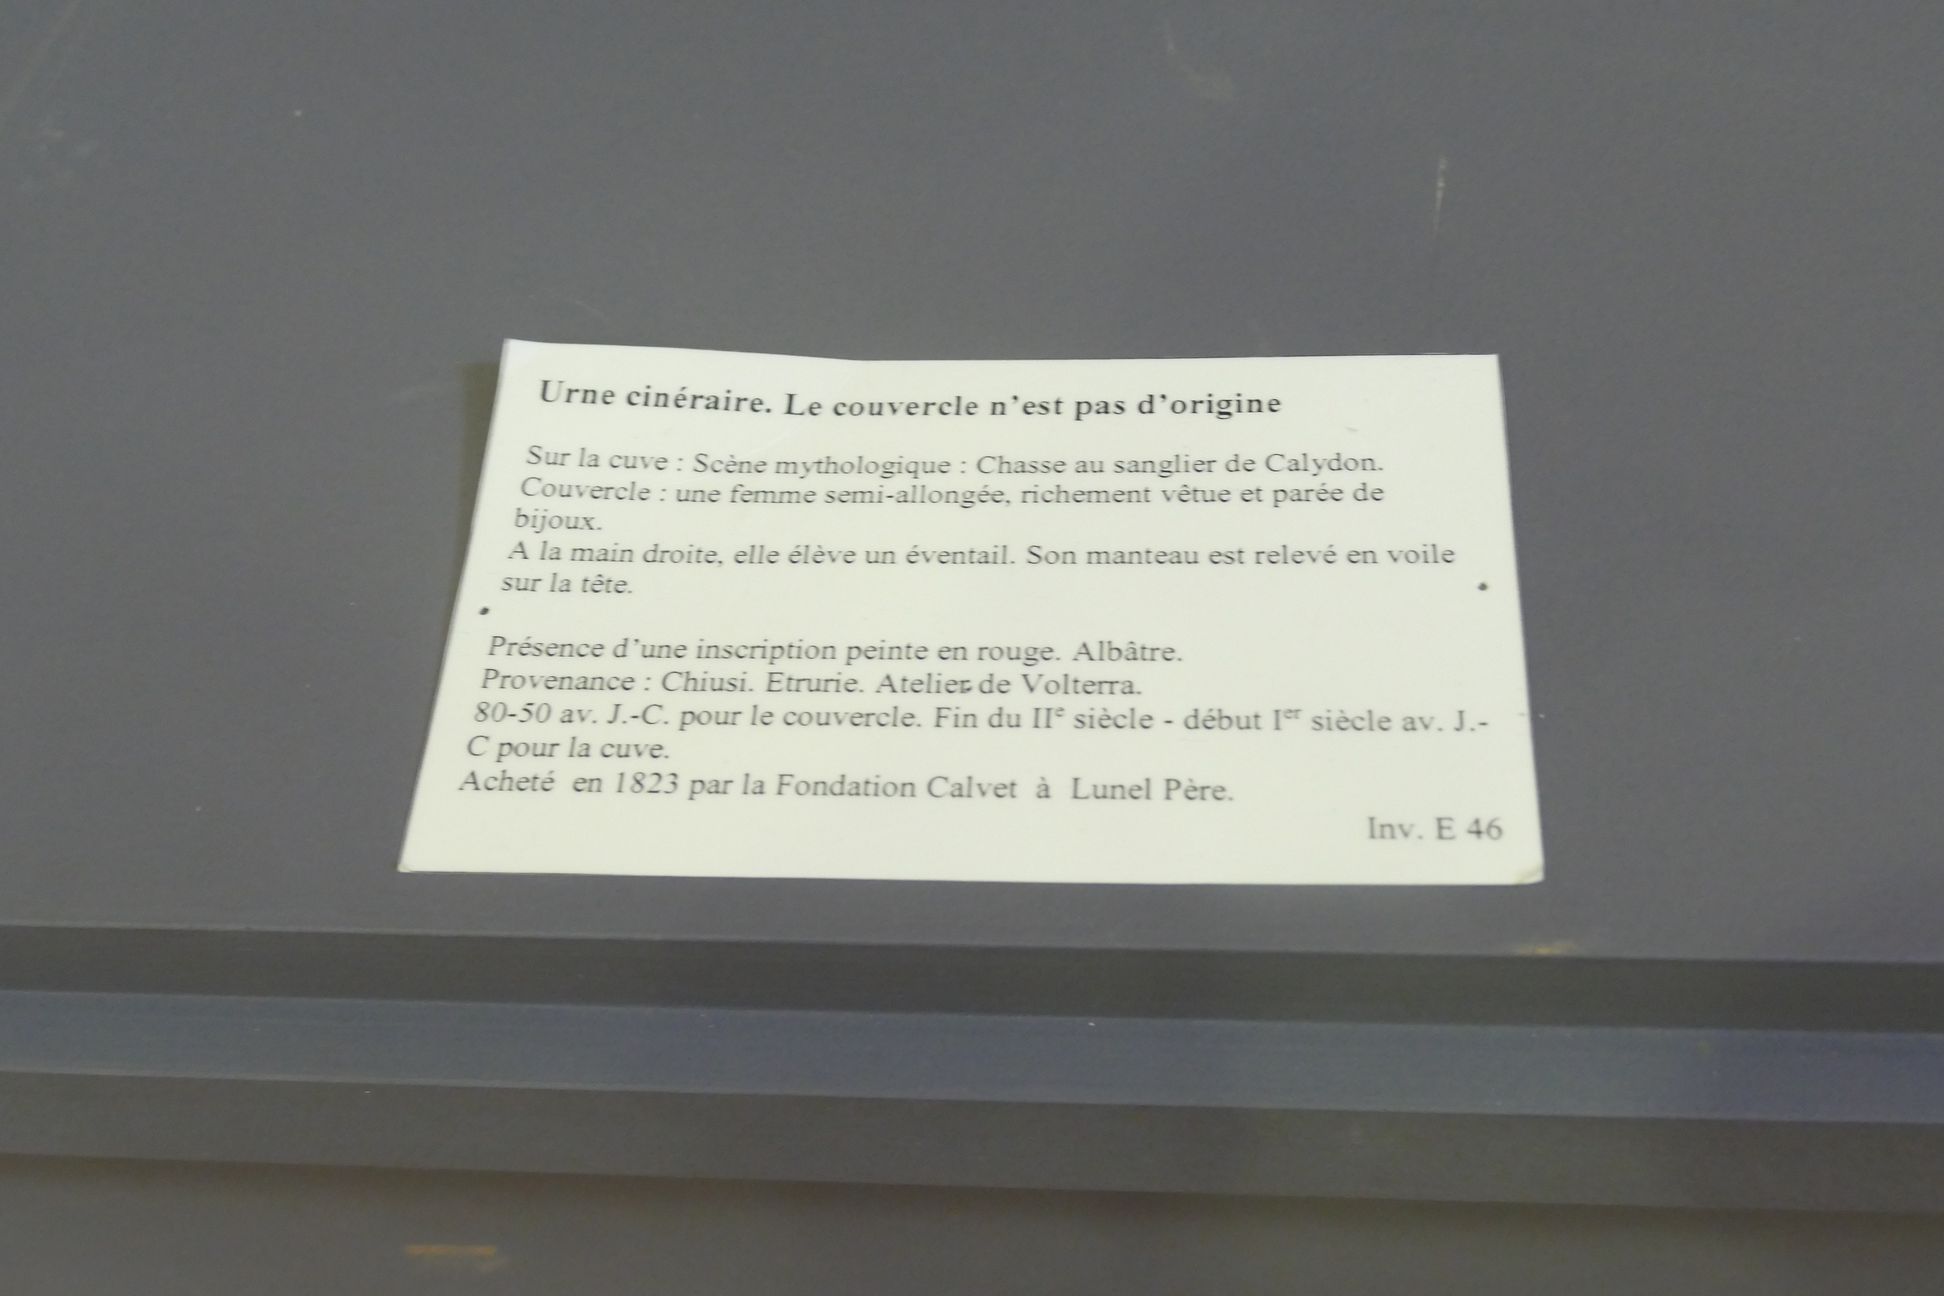 Urne cinéraire. Le couvercle n'est pas d'origine
Sur la cuve : Scène mythologique : Chasse au sanglier de Calydon.
Couvercle : une femme semi-allongée, richement vêtue et parée de
bijoux.
A la main droite, elle élève un éventail. Son manteau est relevé en voile
sur la tête.
Présence d'une inscription peinte en rouge. Albâtre.
Provenance : Chiusi. Etrurie. Atelier de Volterra.
80-50 av. J.-C. pour le couvercle. Fin du IIᵉ siècle - début Iᵉʳ siècle av. J.-
C pour la cuve.
Acheté en 1823 par la Fondation Calvet à Lunel Père.
Inv. E 46